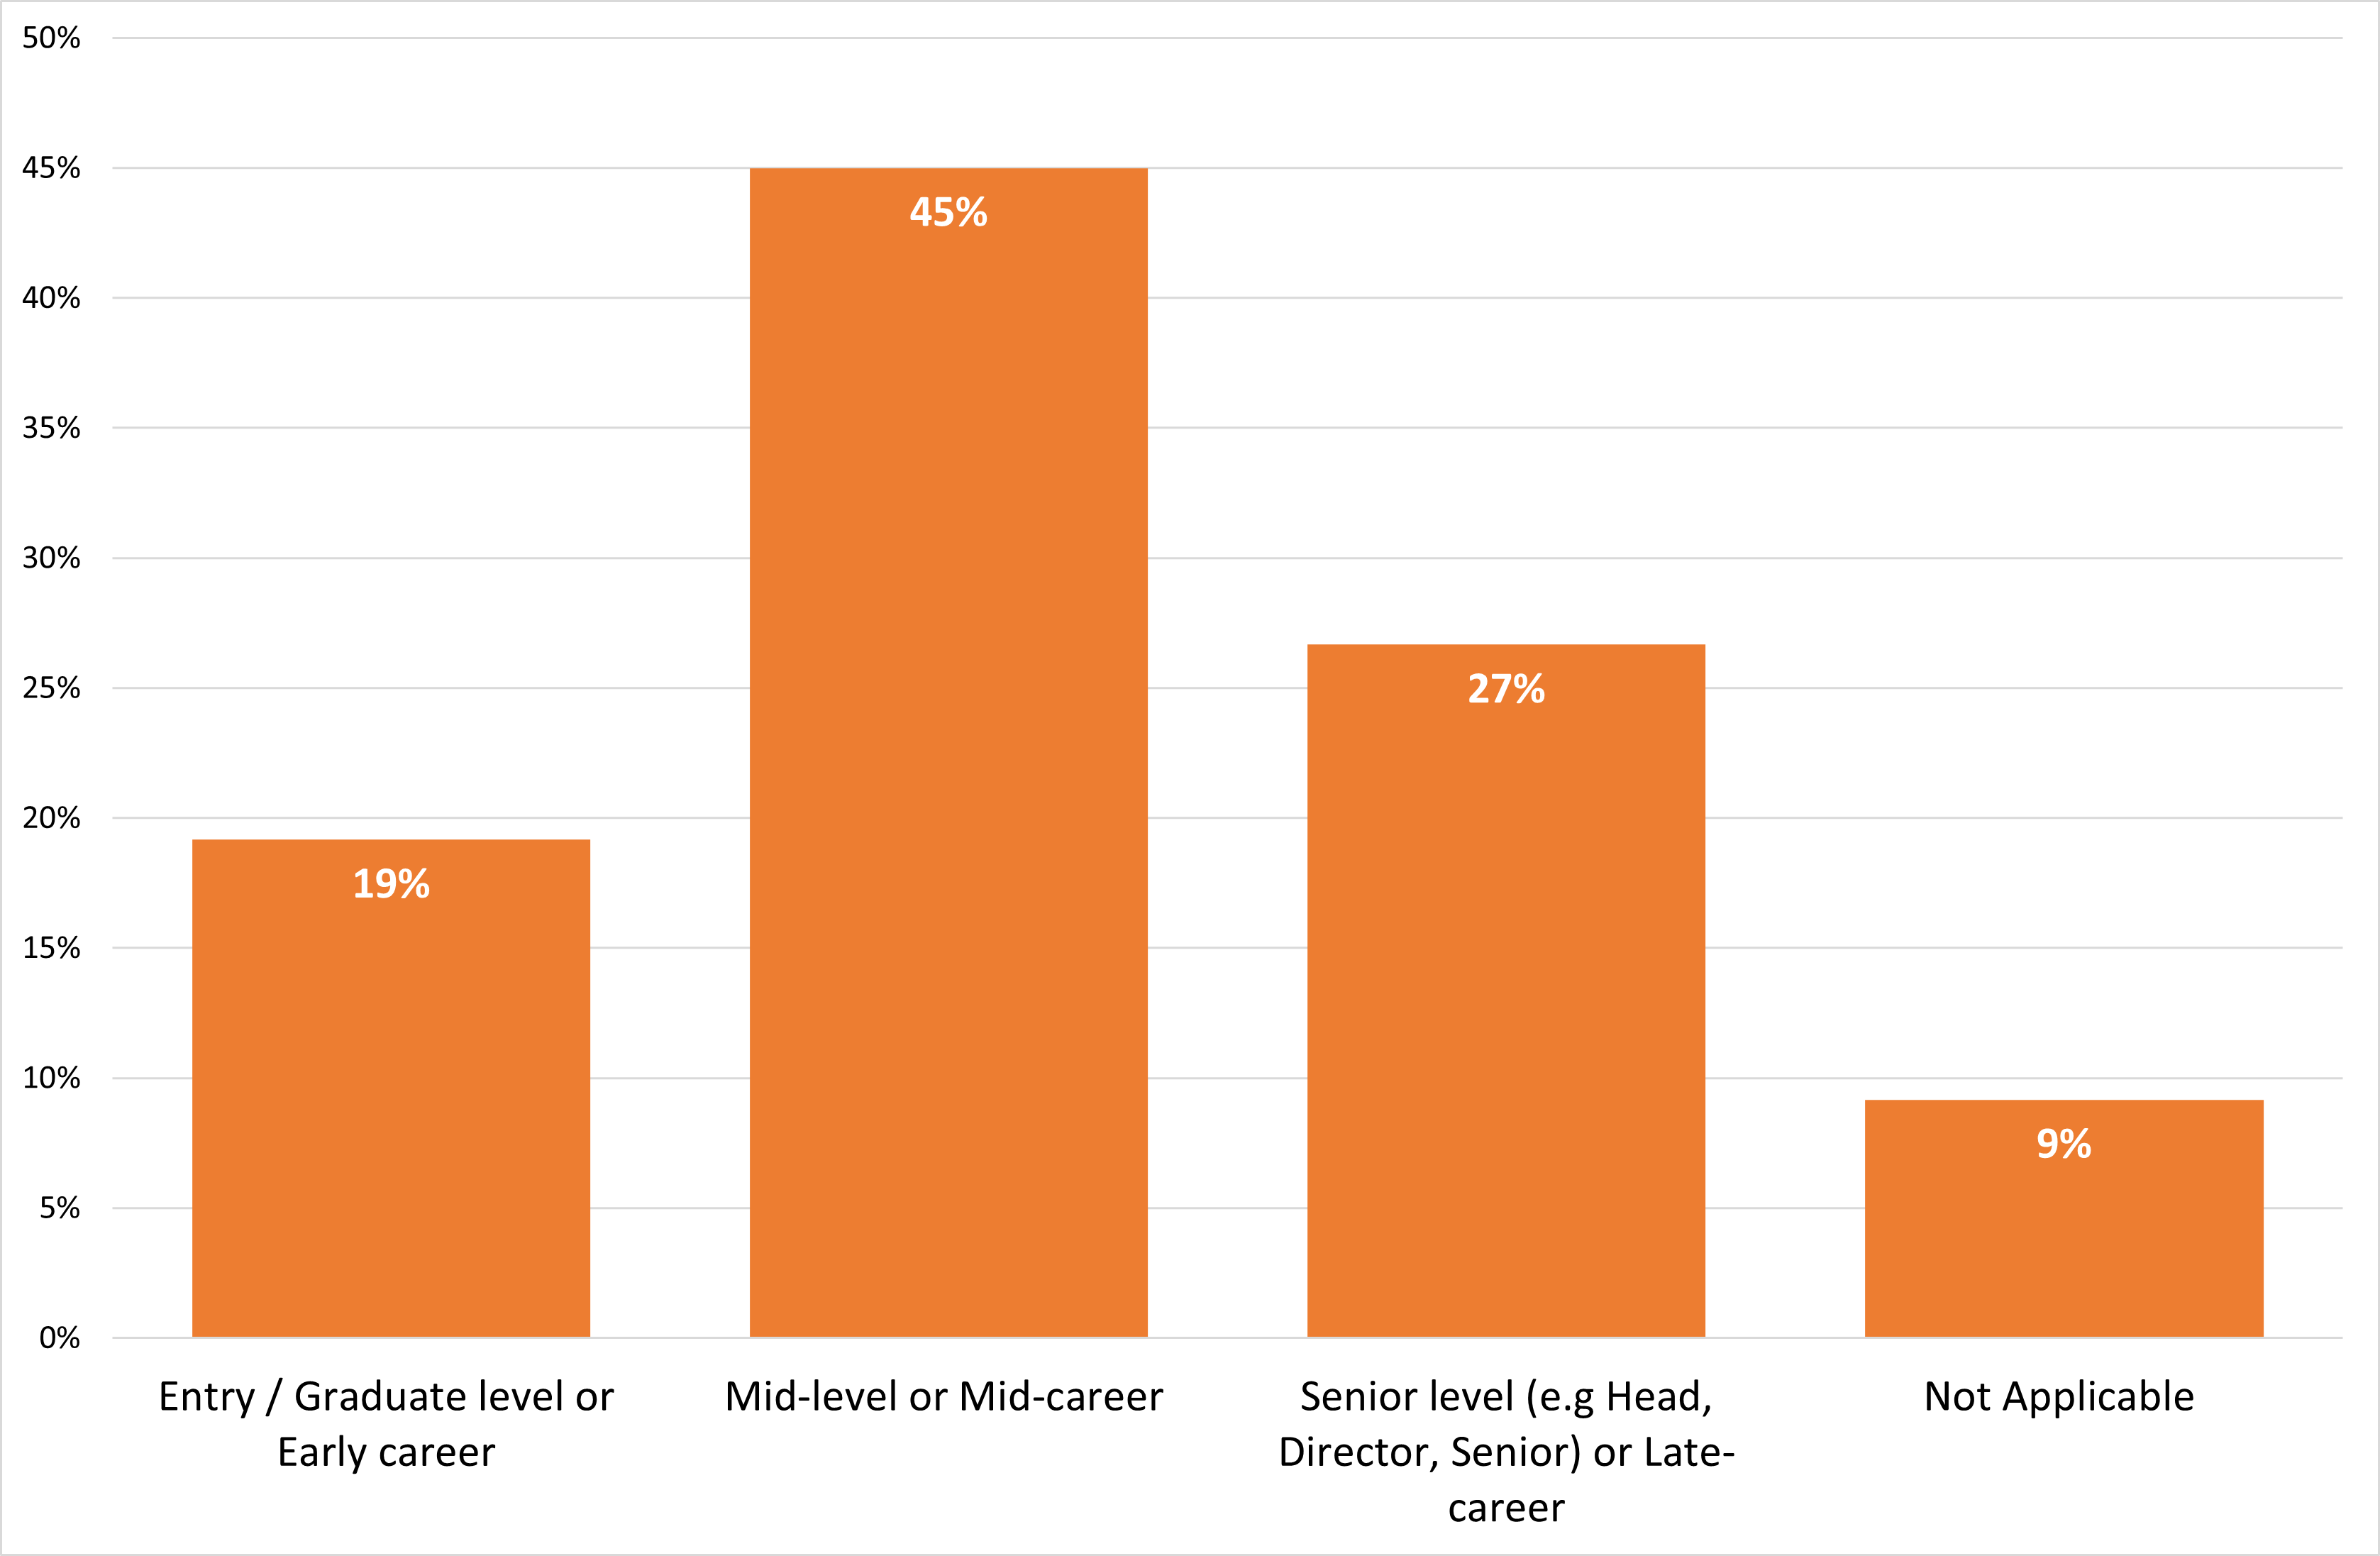 50%
45%
40%
35%
30%
25%
20%
15%
10%
5%
0%
19%
45%
27%
9%
Entry / Graduate level or
Early career
Mid-level or Mid-career
Senior level (e.g Head,
Director, Senior) or Late-
career
Not Applicable